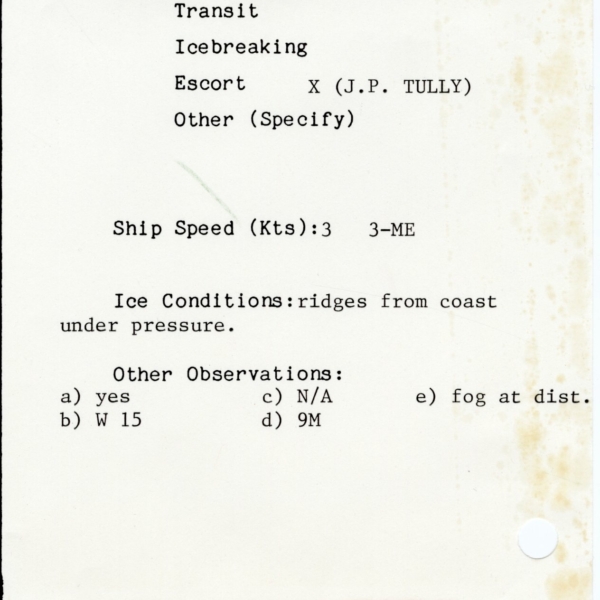 Transit
Icebreaking
Escort X (J.P. TULLY)
Other (Specify)
Ship Speed (Kts):3 3-ME
Ice Conditions:ridges from coast
under pressure.
Other Observations:
a) yes c) N/A e) fog at dist.
b) W 15 d) 9M